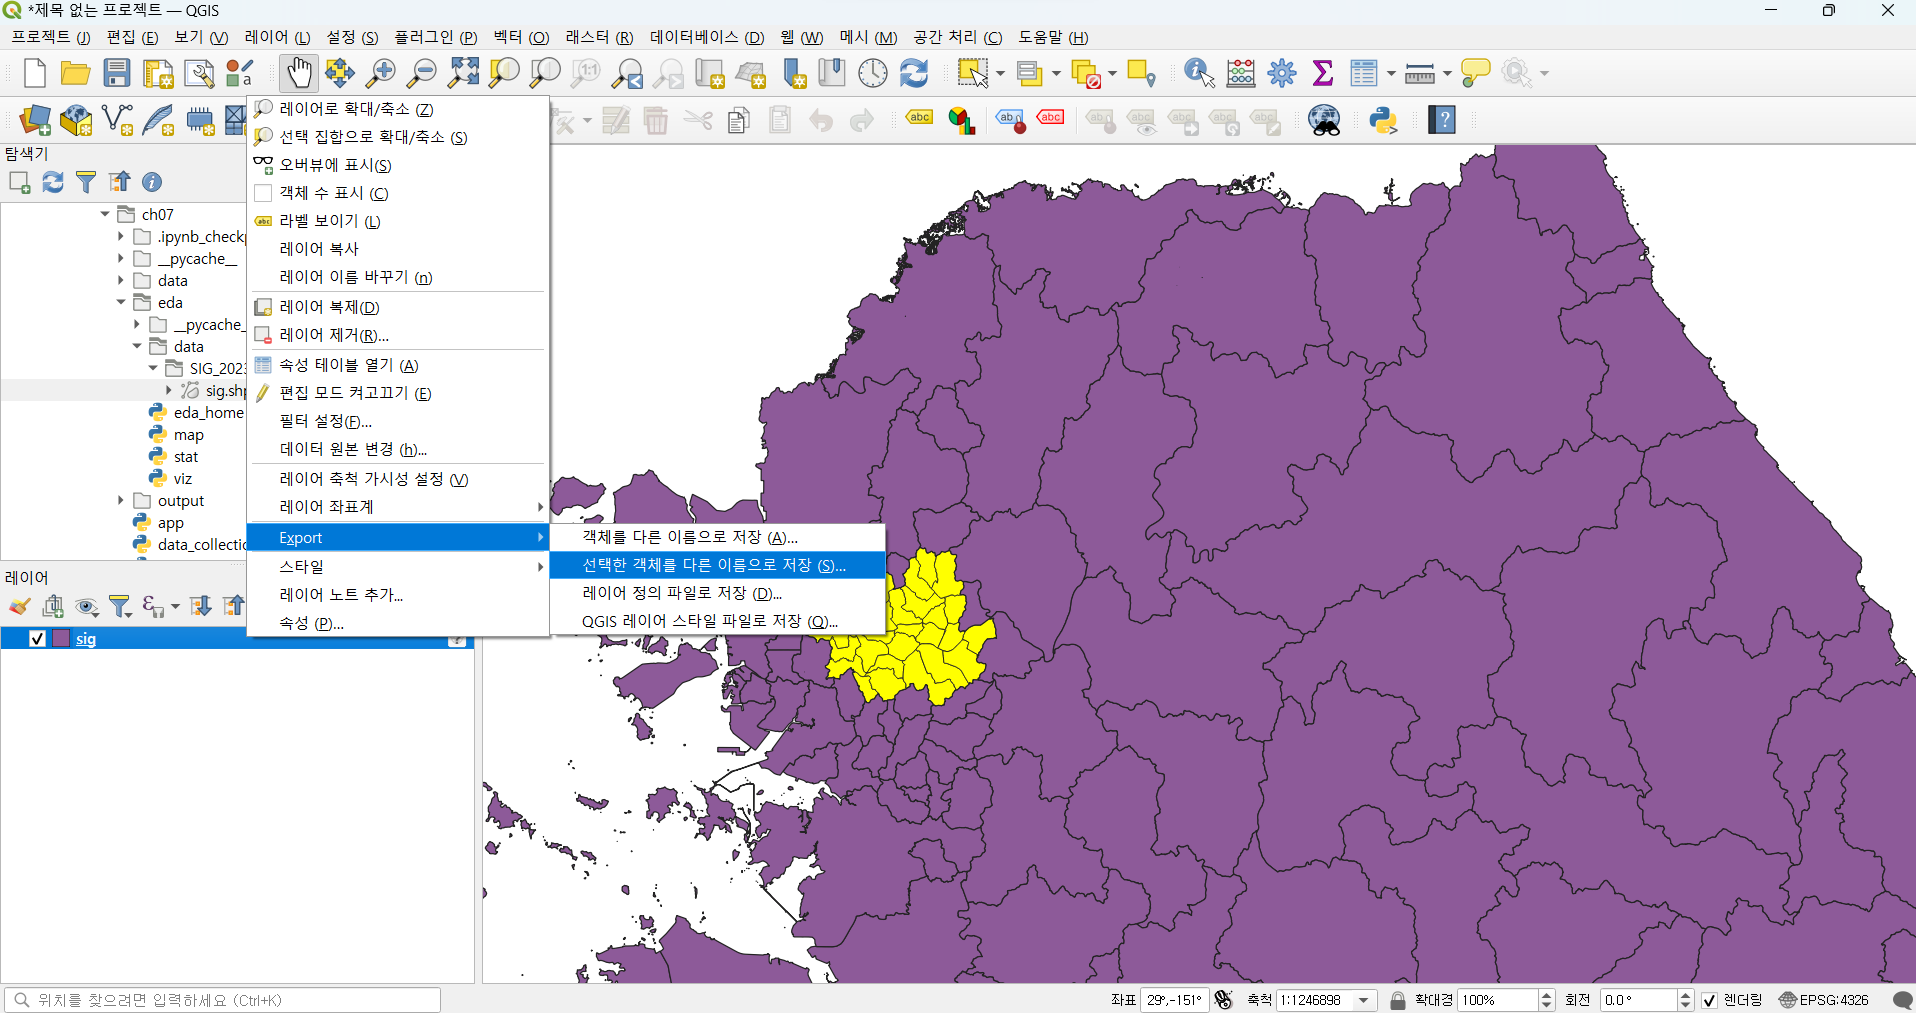 *제목 없는 프로젝트 — QGIS
프로젝트 (J) 편집 (E) 보기 (V) 레이어 (L) 설정 (S) 플러그인 (P) 벡터 (O) 래스터 (R) 데이터베이스 (D) 웹 (W) 메시 (M) 공간 처리 (C) 도움말 (H)
탐색기
ch07
.ipynb_checkp
__pycache__
data
eda
__pycache_
data
SIG_202
sig.shp
eda_home
map
stat
viz
output
app
data_collectio
레이어
sig
레이어로 확대/축소 (Z)
선택 집합으로 확대/축소 (S)
오버뷰에 표시(S)
객체 수 표시 (C)
라벨 보이기 (L)
레이어 복사
레이어 이름 바꾸기 (n)
레이어 복제(D)
레이어 제거(R)...
속성 테이블 열기 (A)
편집 모드 켜고끄기 (E)
필터 설정(F)...
데이터 원본 변경 (h)...
레이어 축척 가시성 설정 (V)
레이어 좌표계
Export
스타일
레이어 노트 추가...
속성 (P)...
객체를 다른 이름으로 저장 (A)...
선택한 객체를 다른 이름으로 저장 (S)...
레이어 정의 파일로 저장 (D)...
QGIS 레이어 스타일 파일로 저장 (Q)...
위치를 찾으려면 입력하세요 (Ctrl+K)
좌표 29°,-151° 축척 1:1246898 확대경 100% 회전 0.0 ° 렌더링 EPSG:4326